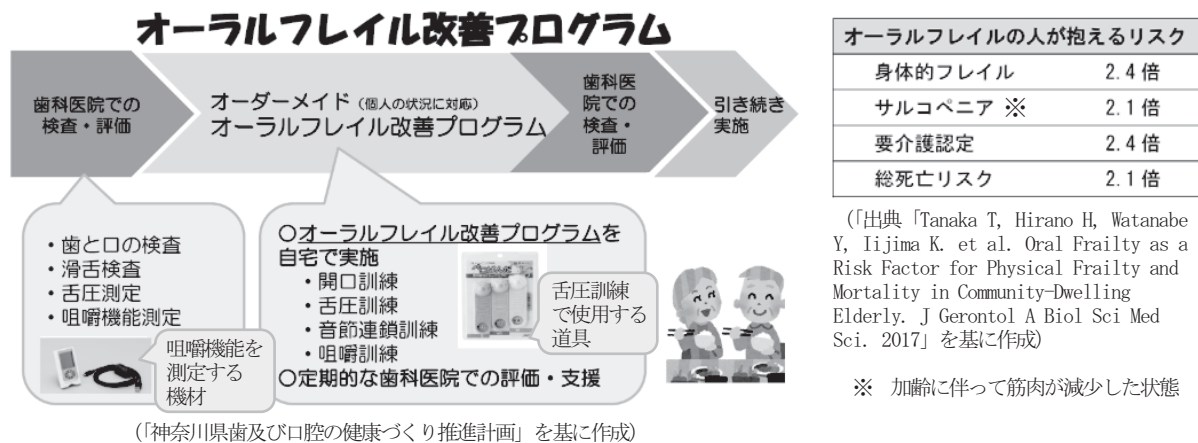 オーラルフレイル改善プログラム
歯科医院での
検査・評価
オーダーメイド（個人の状況に対応）
オーラルフレイル改善プログラム
歯科医
院での
検査・
評価
引き続き
実施
・歯と口の検査
・滑舌検査
・舌圧測定
・咀嚼機能測定
咀嚼機能を
測定する
機材
〇オーラルフレイル改善プログラムを
自宅で実施
・開口訓練
・舌圧訓練
・音節連鎖訓練
・咀嚼訓練
〇定期的な歯科医院での評価・支援
舌圧訓練
で使用する
道具
（「神奈川県歯及び口腔の健康づくり推進計画」を基に作成）
オーラルフレイルの人が抱えるリスク
身体的フレイル 2.4倍
サルコペニア ※ 2.1倍
要介護認定 2.4倍
総死亡リスク 2.1倍
（「出典「Tanaka T, Hirano H, Watanabe
Y, Iijima K. et al. Oral Frailty as a
Risk Factor for Physical Frailty and
Mortality in Community-Dwelling
Elderly. J Gerontol A Biol Sci Med
Sci. 2017」を基に作成）
※ 加齢に伴って筋肉が減少した状態